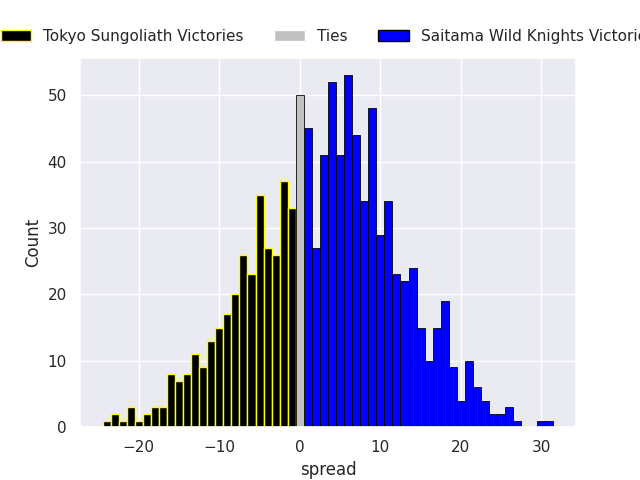 Tokyo Sungoliath Victories Ties Saitama Wild Knights Victorie
50
40
30
20
10
0
Count
−20 −10 0 10 20 30
spread